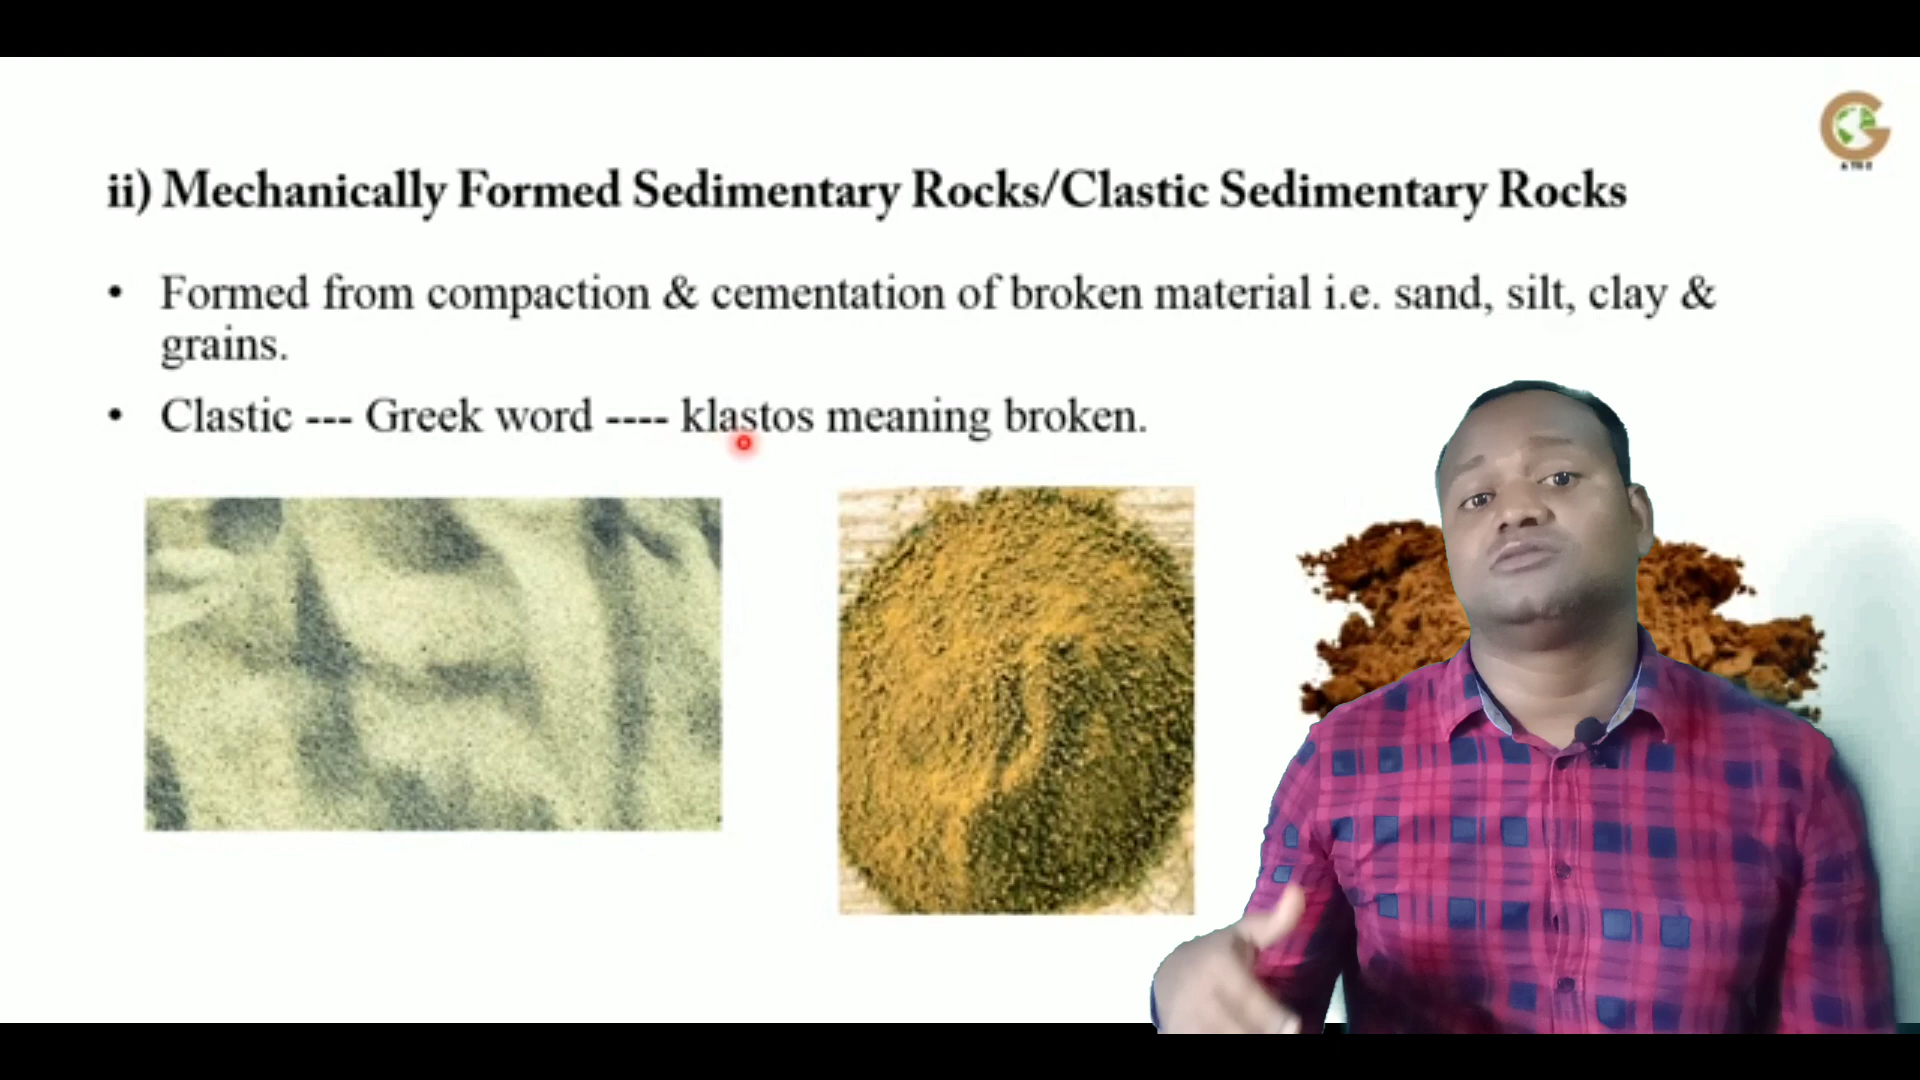 ii) Mechanically Formed Sedimentary Rocks/Clastic Sedimentary Rocks
• Formed from compaction & cementation of broken material i.e. sand, silt, clay &
grains.
• Clastic --- Greek word ---- klastos meaning broken.